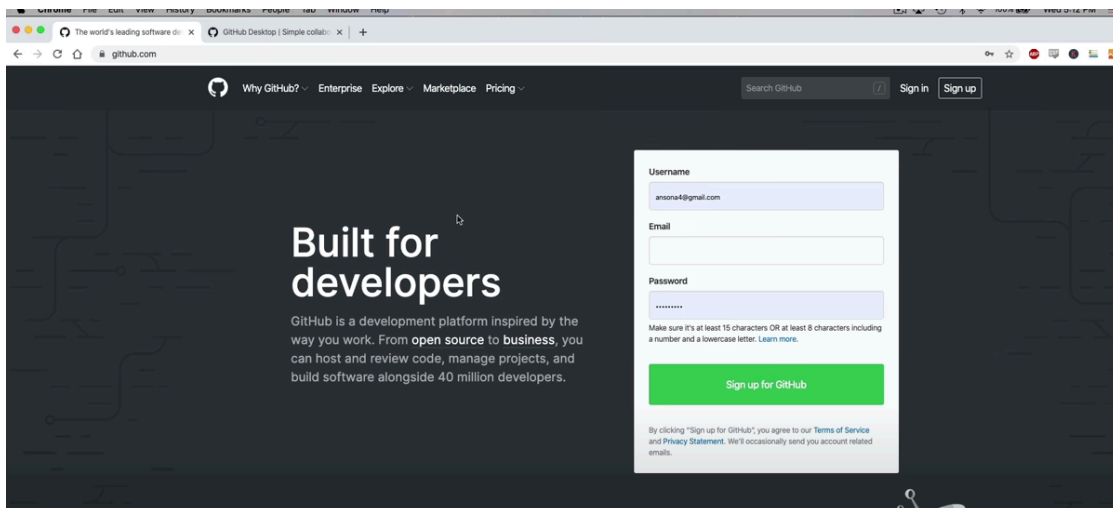 Chrome File Edit View History Bookmarks People Tab Window Help
100% Wed 5:12 PM
The world's leading software de
GitHub Desktop | Simple collabo
github.com
Why GitHub? Enterprise Explore Marketplace Pricing
Search GitHub /
Sign in Sign up
Username
ansona4@gmail.com
Email
Password
Make sure it's at least 15 characters OR at least 8 characters including
a number and a lowercase letter. Learn more.
Sign up for GitHub
By clicking "Sign up for GitHub", you agree to our Terms of Service
and Privacy Statement. We'll occasionally send you account related
emails.
Built for
developers
GitHub is a development platform inspired by the
way you work. From open source to business, you
can host and review code, manage projects, and
build software alongside 40 million developers.